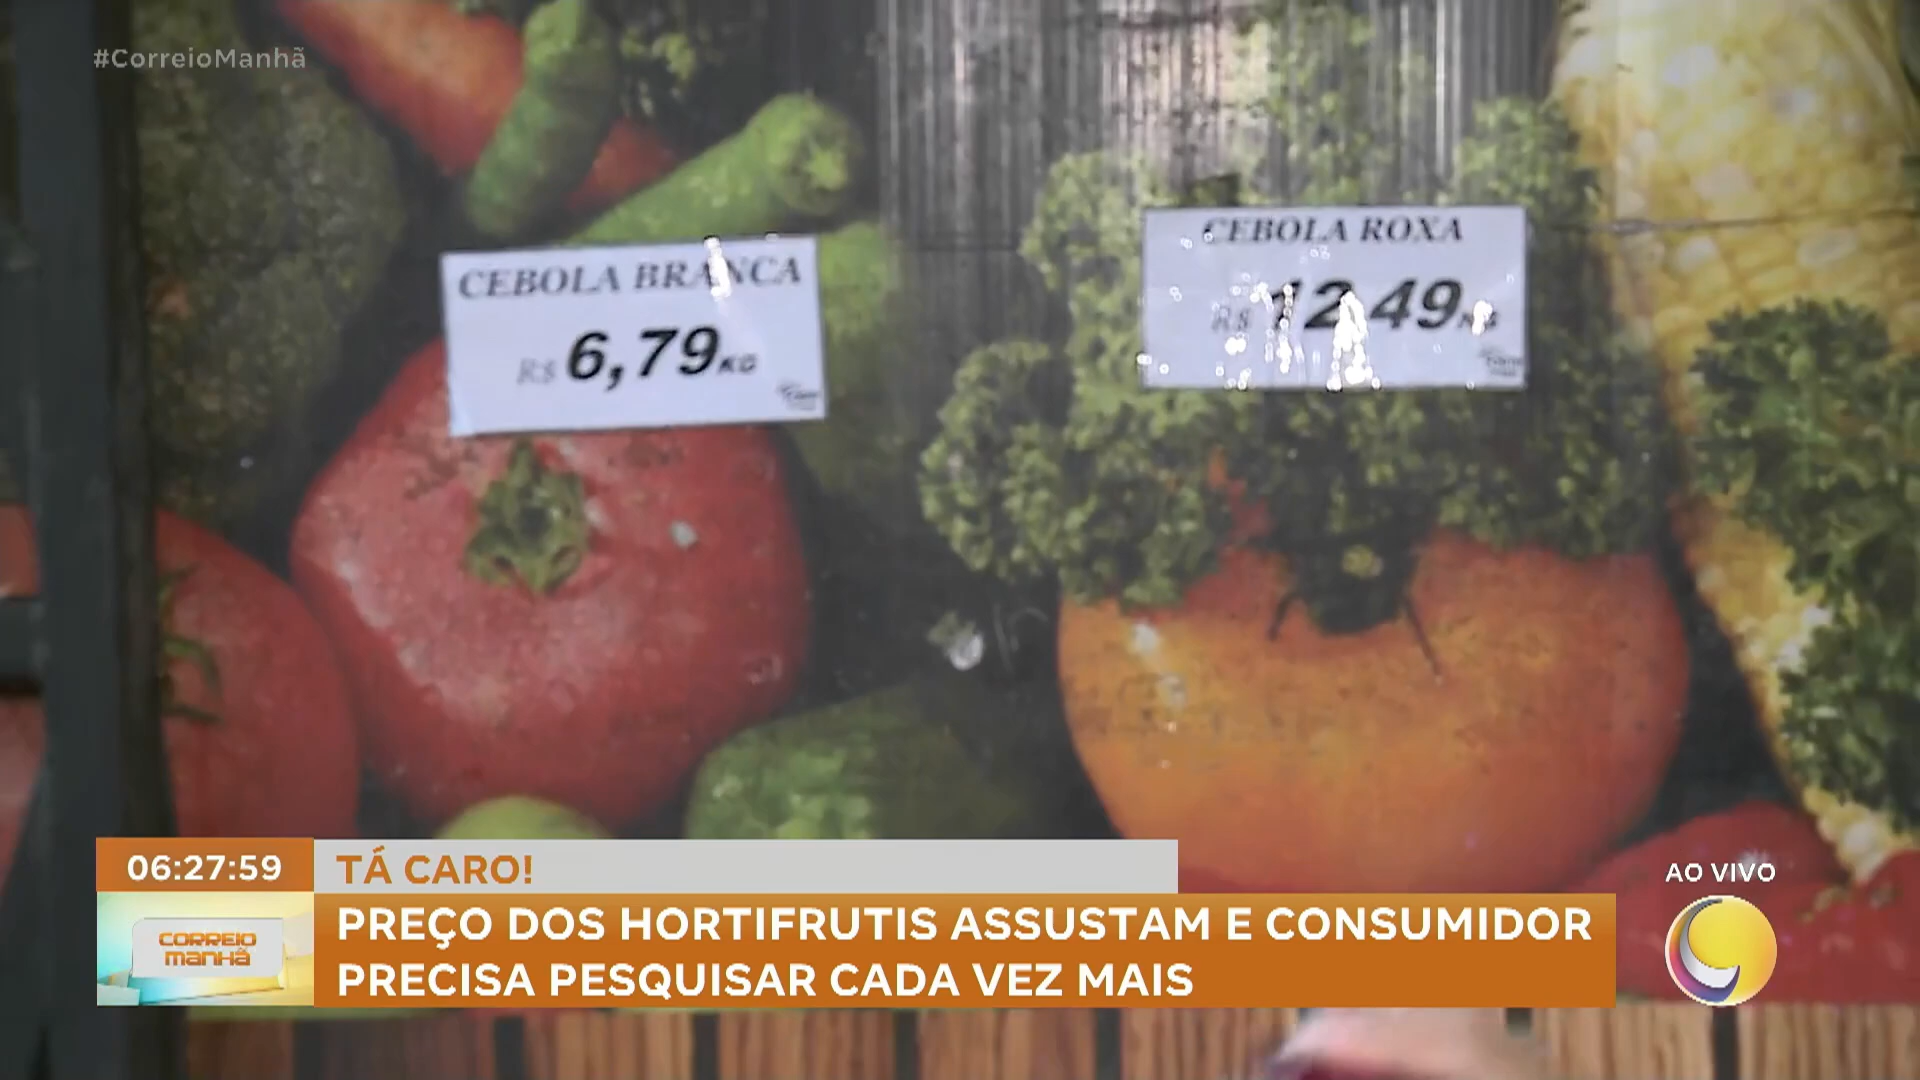 #CorreioManhã
CEBOLA BRANCA
R$ 6,79 KG
CEBOLA ROXA
R$ 12,49 KG
06:27:59
TÁ CARO!
CORREIO
manhã
PREÇO DOS HORTIFRUTIS ASSUSTAM E CONSUMIDOR
PRECISA PESQUISAR CADA VEZ MAIS
AO VIVO